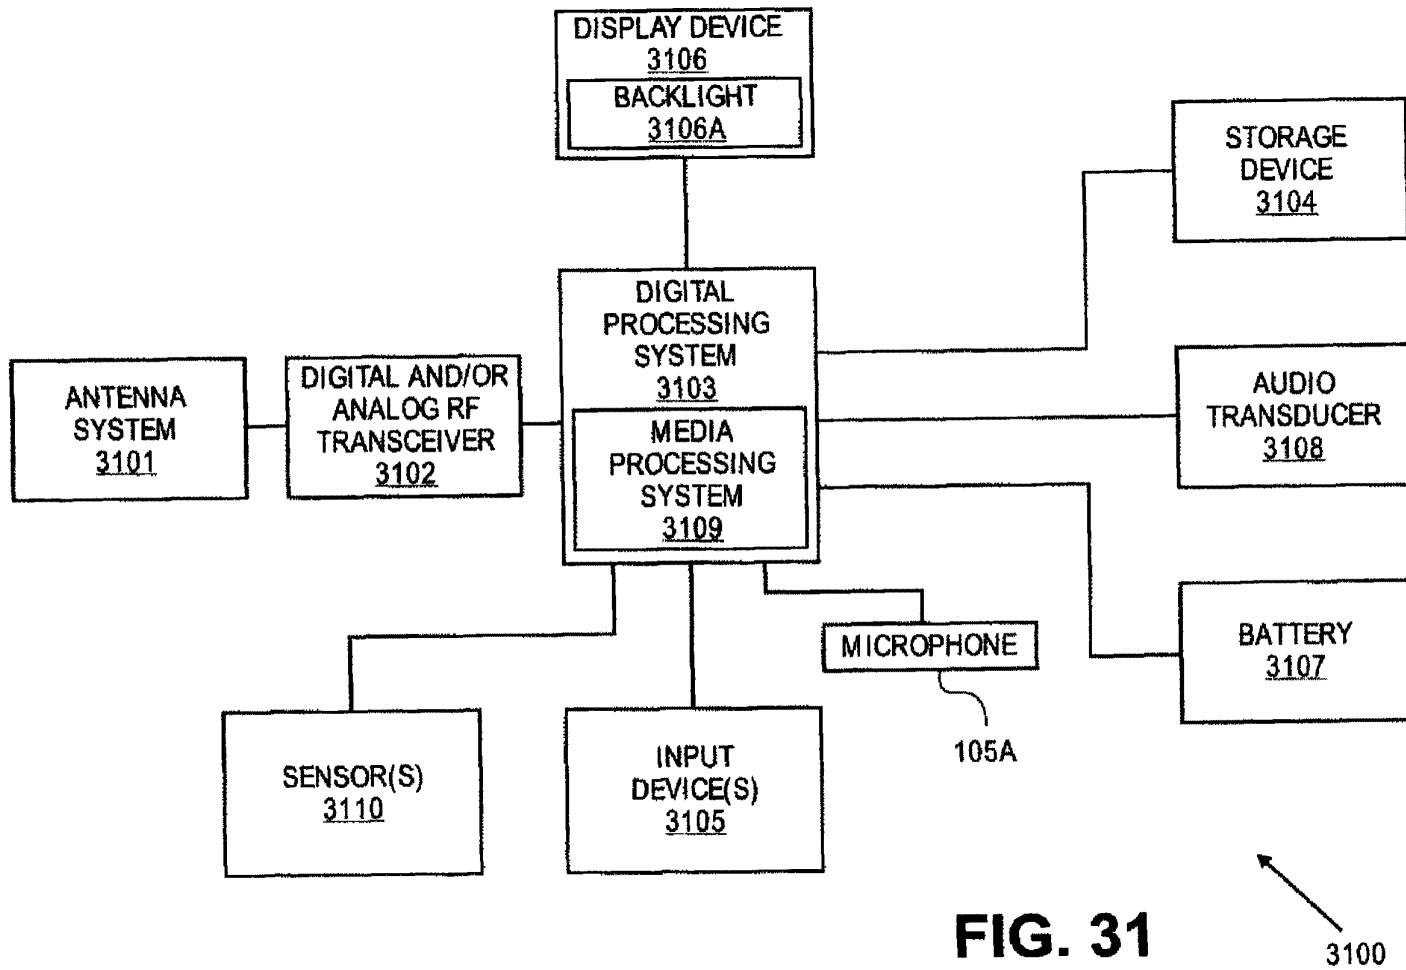 DISPLAY DEVICE
3106
BACKLIGHT
3106A
STORAGE
DEVICE
3104
DIGITAL
PROCESSING
SYSTEM
3103
MEDIA
PROCESSING
SYSTEM
3109
ANTENNA
SYSTEM
3101
DIGITAL AND/OR
ANALOG RF
TRANSCEIVER
3102
AUDIO
TRANSDUCER
3108
MICROPHONE
105A
BATTERY
3107
SENSOR(S)
3110
INPUT
DEVICE(S)
3105
FIG. 31
3100